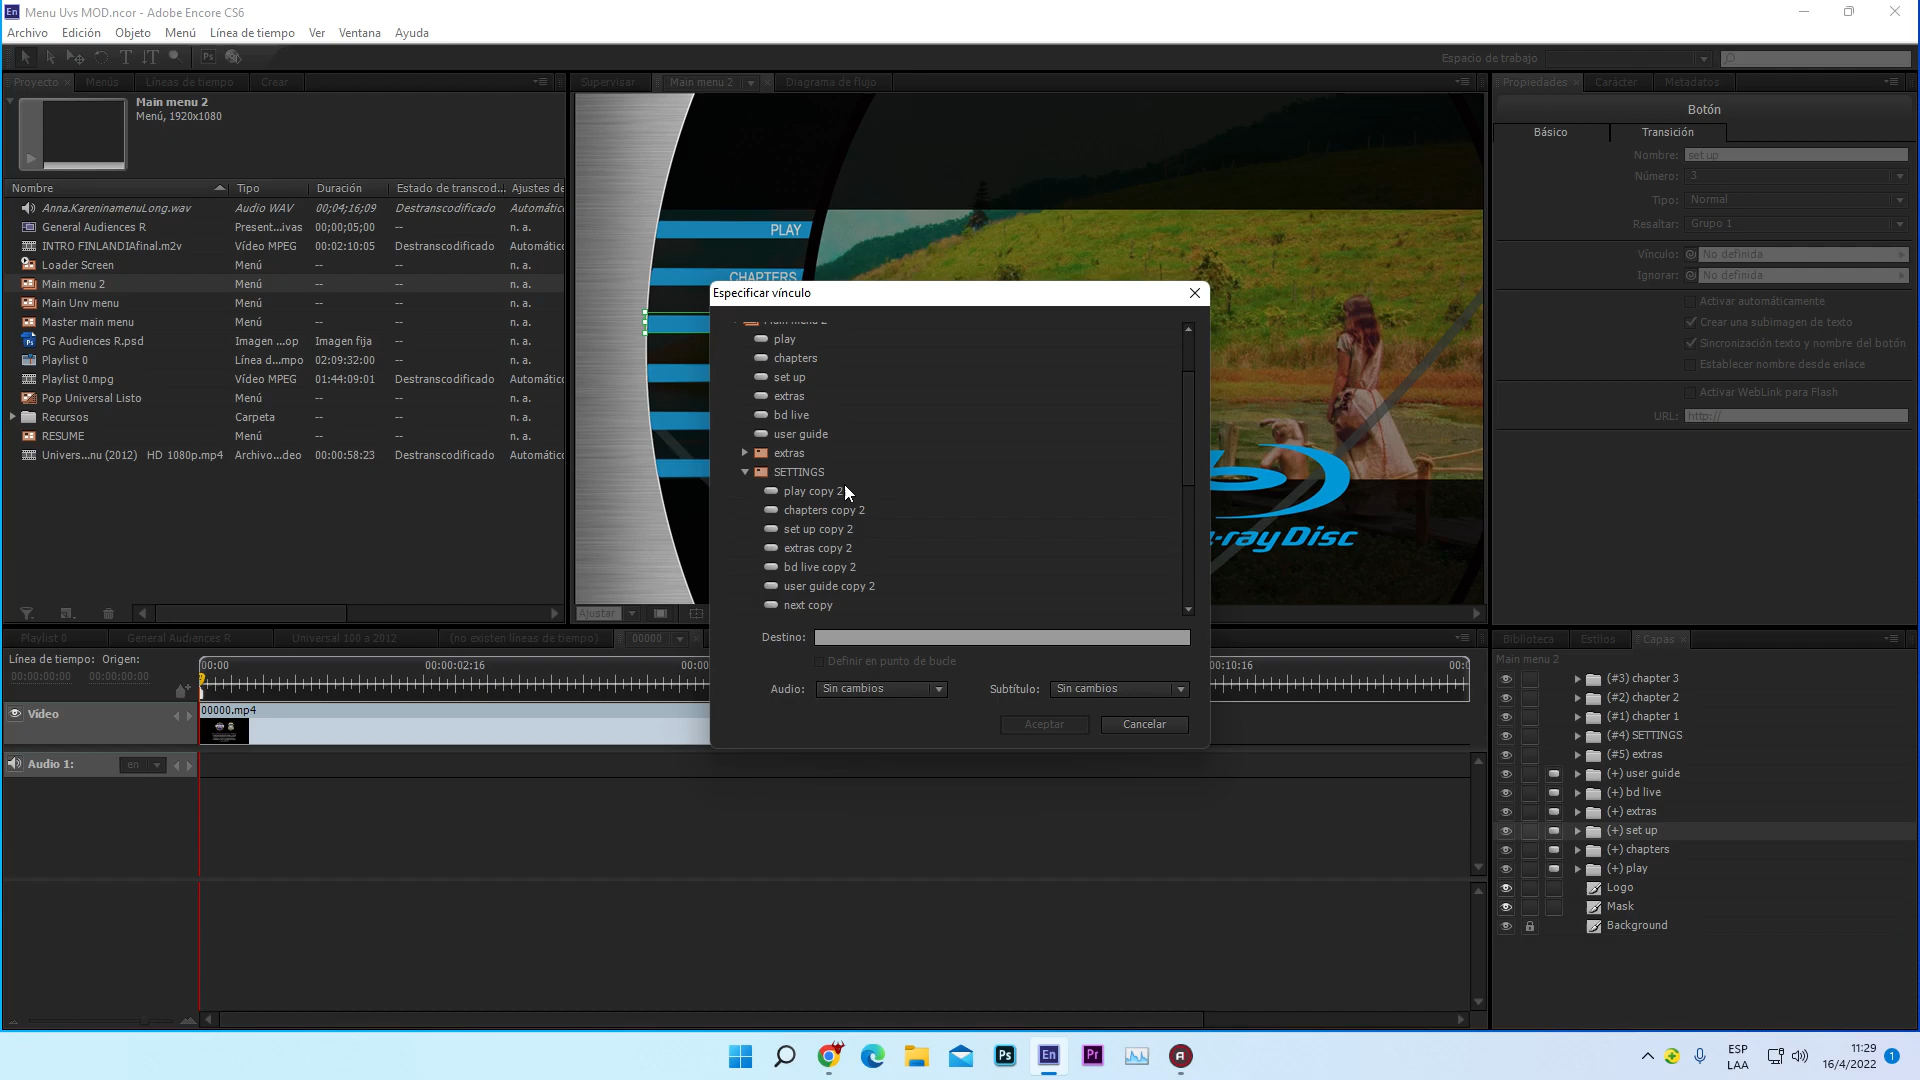 Menu Uvs MOD.ncor - Adobe Encore CS6
Archivo Edición Objeto Menú Línea de tiempo Ver Ventana Ayuda
Espacio de trabajo
Proyecto Menús Líneas de tiempo Crear
Main menu 2
Menú, 1920x1080
Nombre Tipo Duración Estado de transcod... Ajustes de
Anna.KareninamenuLong.wav Audio WAV 00;04;16;09 Destranscodificado Automátic
General Audiences R Present...ivas 00;00;05;00 -- n. a.
INTRO FINLANDIAfinal.m2v Vídeo MPEG 00:02:10:05 Destranscodificado Automátic
Loader Screen Menú -- -- n. a.
Main menu 2 Menú -- -- n. a.
Main Unv menu Menú -- -- n. a.
Master main menu Menú -- -- n. a.
PG Audiences R.psd Imagen ...op Imagen fija -- n. a.
Playlist 0 Línea d...mpo 02:09:32:00 -- n. a.
Playlist 0.mpg Vídeo MPEG 01:44:09:01 Destranscodificado Automátic
Pop Universal Listo Menú -- -- n. a.
Recursos Carpeta -- -- n. a.
RESUME Menú -- -- n. a.
Univers...nu (2012) HD 1080p.mp4 Archivo...deo 00:00:58:23 Destranscodificado Automátic
Supervisar Main menu 2 Diagrama de flujo
PLAY
CHAPTERS
-ray Disc
Ajustar
Especificar vínculo
Main menu 2
play
chapters
set up
extras
bd live
user guide
extras
SETTINGS
play copy 2
chapters copy 2
set up copy 2
extras copy 2
bd live copy 2
user guide copy 2
next copy
Destino:
Definir en punto de bucle
Audio: Sin cambios Subtítulo: Sin cambios
Aceptar Cancelar
Propiedades Carácter Metadatos
Botón
Básico Transición
Nombre: set up
Número: 3
Tipo: Normal
Resaltar: Grupo 1
Vínculo: No definida
Ignorar: No definida
Activar automáticamente
Crear una subimagen de texto
Sincronización texto y nombre del botón
Establecer nombre desde enlace
Activar WebLink para Flash
URL: http://
Playlist 0 General Audiences R Universal 100 a 2012 (no existen líneas de tiempo) 00000
Línea de tiempo: Origen:
00:00:00:00 00:00:00:00
00:00 00:00:02:16 00:00 00:10:16 00:0
Vídeo
00000.mp4
Audio 1: en
Biblioteca Estilos Capas
Main menu 2
(#3) chapter 3
(#2) chapter 2
(#1) chapter 1
(#4) SETTINGS
(#5) extras
(+) user guide
(+) bd live
(+) extras
(+) set up
(+) chapters
(+) play
Logo
Mask
Background
Ps En Pr
ESP
LAA
11:29
16/4/2022
1